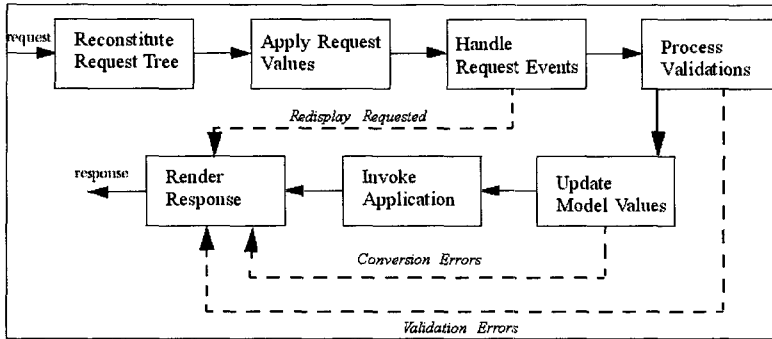 request
Reconstitute
Request Tree
Apply Request
Values
Handle
Request Events
Process
Validations
Redisplay Requested
response
Render
Response
Invoke
Application
Update
Model Values
Conversion Errors
Validation Errors